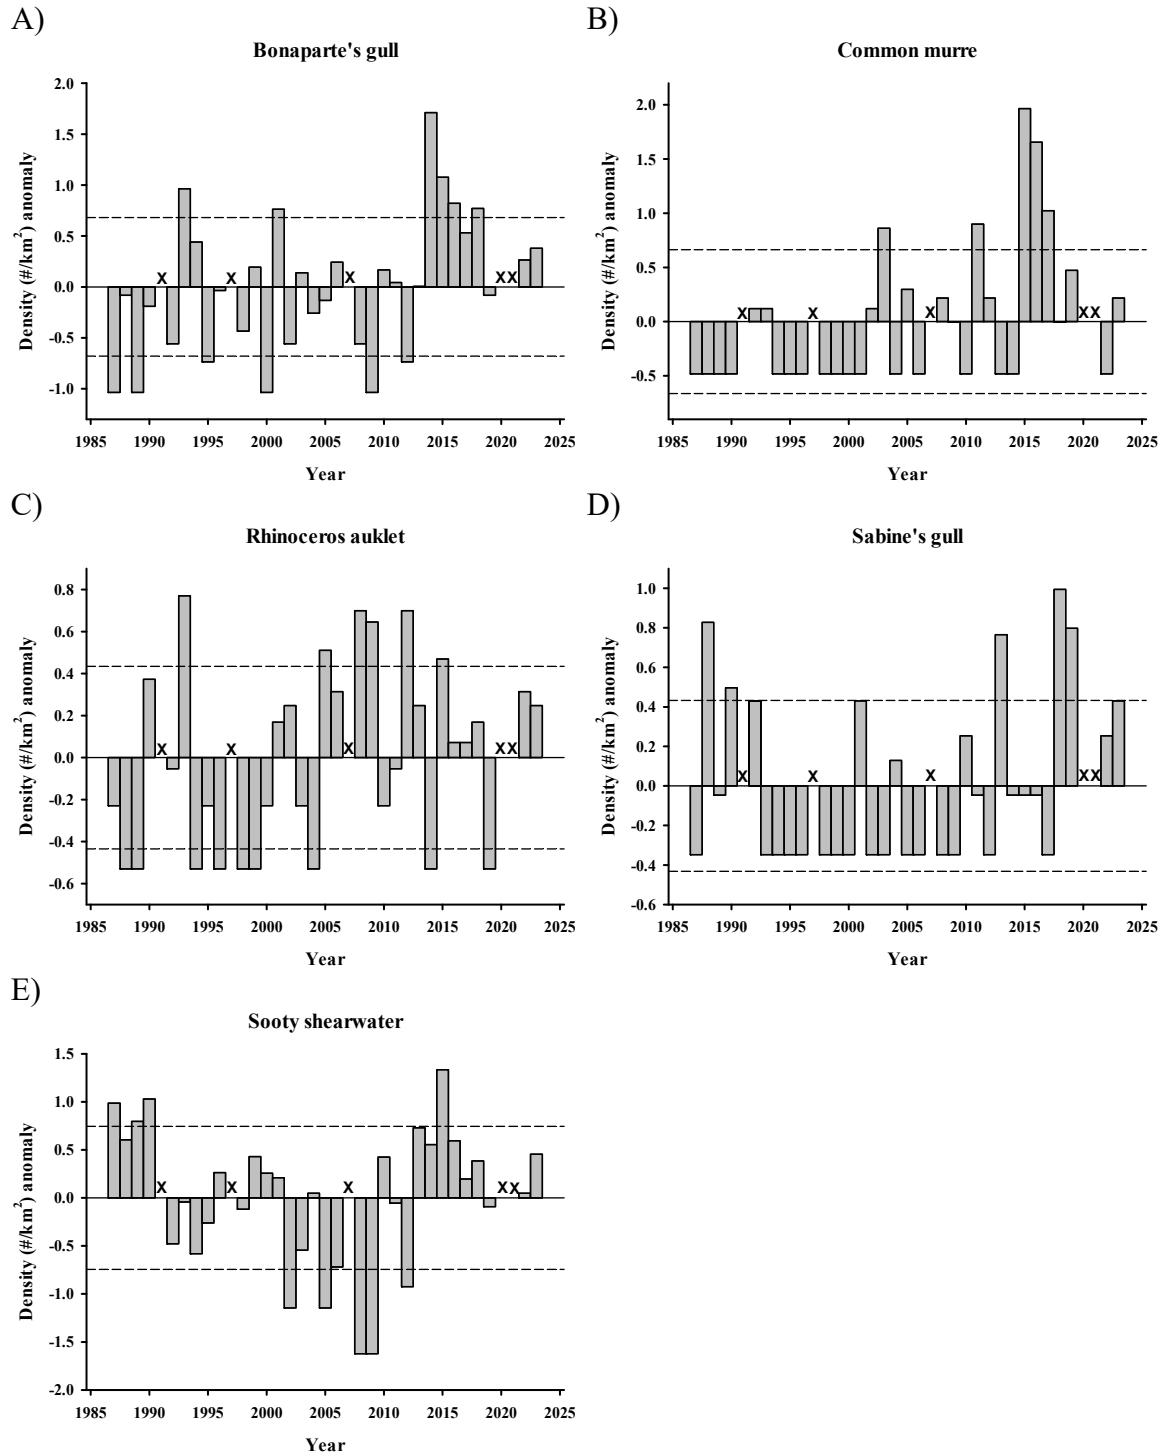 A)
Bonaparte's gull
Density (#/km²) anomaly
2.0
1.5
1.0
0.5
0.0
-0.5
-1.0
X X X X X
1985 1990 1995 2000 2005 2010 2015 2020 2025
Year
B)
Common murre
Density (#/km²) anomaly
2.0
1.5
1.0
0.5
0.0
-0.5
X X X X X
1985 1990 1995 2000 2005 2010 2015 2020 2025
Year
C)
Rhinoceros auklet
Density (#/km²) anomaly
0.8
0.6
0.4
0.2
0.0
-0.2
-0.4
-0.6
X X X X X
1985 1990 1995 2000 2005 2010 2015 2020 2025
Year
D)
Sabine's gull
Density (#/km²) anomaly
1.0
0.8
0.6
0.4
0.2
0.0
-0.2
-0.4
-0.6
X X X X X
1985 1990 1995 2000 2005 2010 2015 2020 2025
Year
E)
Sooty shearwater
Density (#/km²) anomaly
1.5
1.0
0.5
0.0
-0.5
-1.0
-1.5
-2.0
X X X X X
1985 1990 1995 2000 2005 2010 2015 2020 2025
Year